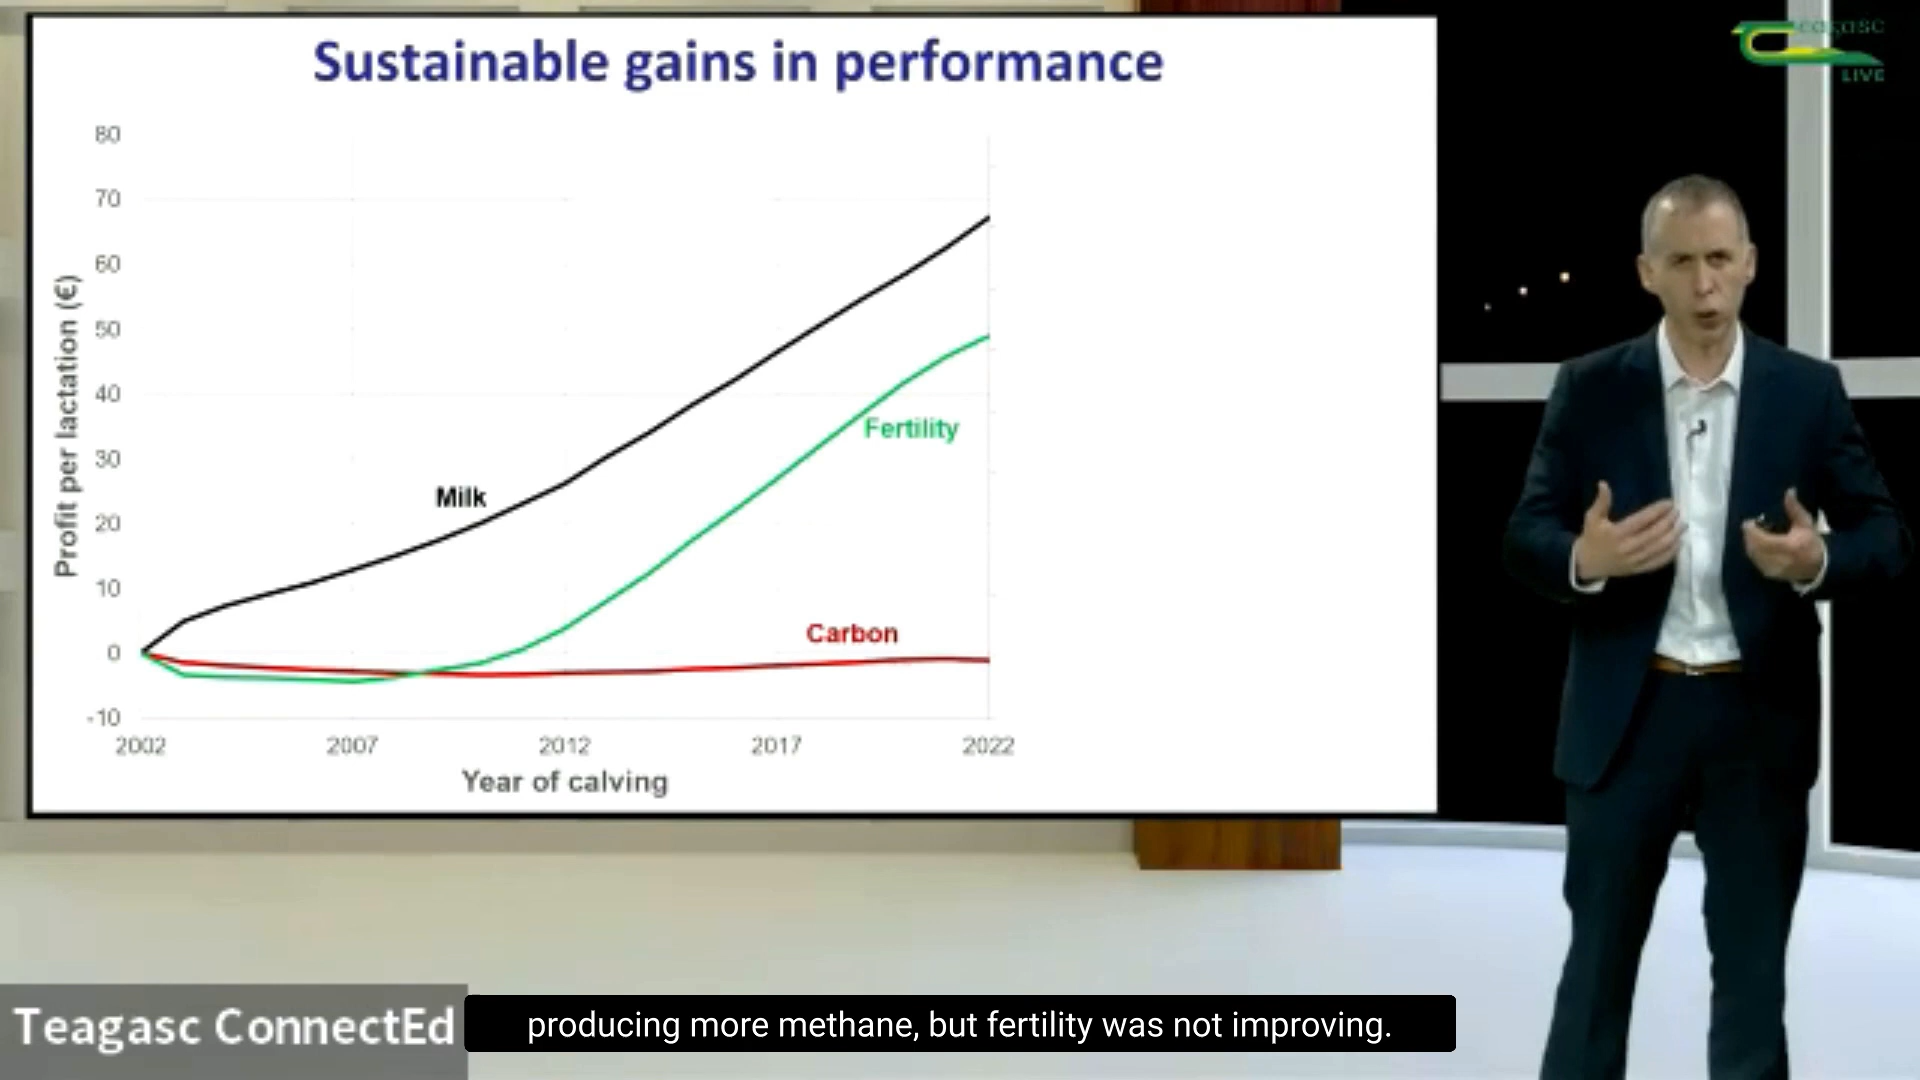 Sustainable gains in performance
teagasc
LIVE
80
70
60
50
40
30
20
10
0
-10
Profit per lactation (€)
Milk
Fertility
Carbon
2002 2007 2012 2017 2022
Year of calving
Teagasc ConnectEd
producing more methane, but fertility was not improving.